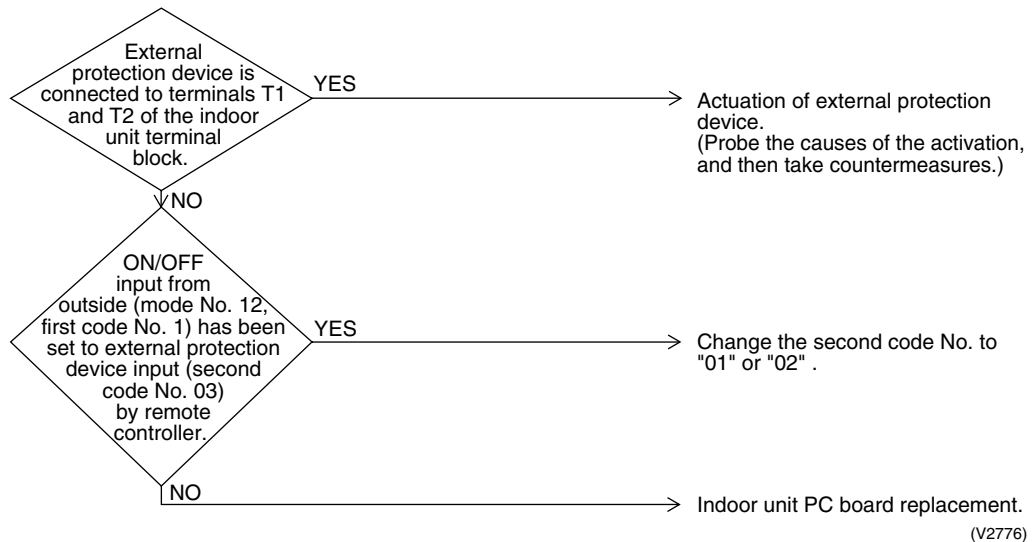 External
protection device is
connected to terminals T1
and T2 of the indoor
unit terminal
block.
YES
Actuation of external protection
device.
(Probe the causes of the activation,
and then take countermeasures.)
NO
ON/OFF
input from
outside (mode No. 12,
first code No. 1) has been
set to external protection
device input (second
code No. 03)
by remote
controller.
YES
Change the second code No. to
"01" or "02" .
NO
Indoor unit PC board replacement.
(V2776)